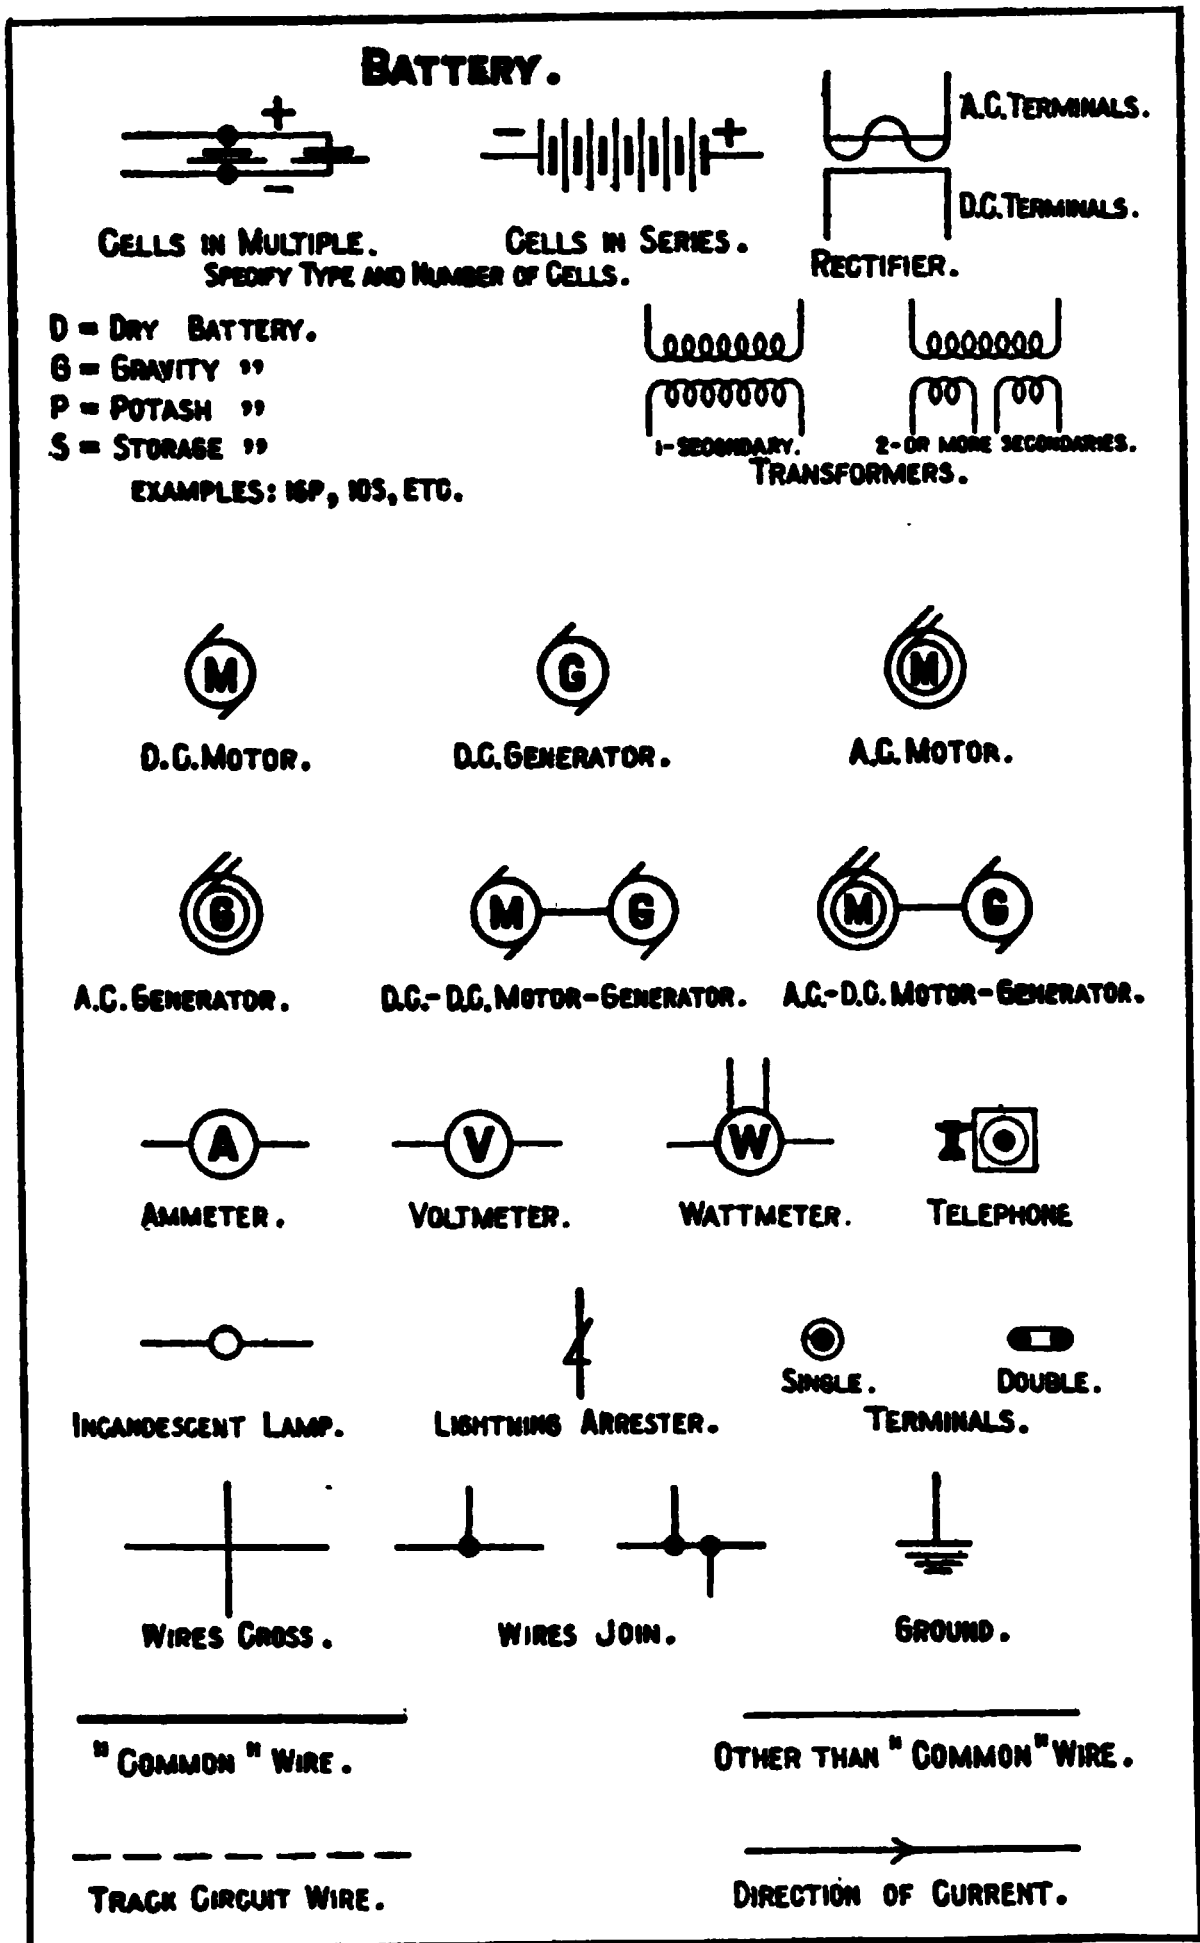 BATTERY.
+
-
- +
A.C. TERMINALS.
D.C. TERMINALS.
CELLS IN MULTIPLE. CELLS IN SERIES.
SPECIFY TYPE AND NUMBER OF CELLS.
RECTIFIER.
D = DRY BATTERY.
G = GRAVITY ”
P = POTASH ”
S = STORAGE ”
EXAMPLES: 16P, 10S, ETC.
1-SECONDARY. 2-OR MORE SECONDARIES.
TRANSFORMERS.
M G M
D.C. MOTOR. D.C. GENERATOR. A.C. MOTOR.
G M G M G
A.C. GENERATOR. D.C.-D.C. MOTOR-GENERATOR. A.C.-D.C. MOTOR-GENERATOR.
A V W
AMMETER. VOLTMETER. WATTMETER. TELEPHONE
SINGLE. DOUBLE.
INCANDESCENT LAMP. LIGHTNING ARRESTER. TERMINALS.
WIRES CROSS. WIRES JOIN. GROUND.
"COMMON" WIRE. OTHER THAN "COMMON" WIRE.
TRACK CIRCUIT WIRE. DIRECTION OF CURRENT.